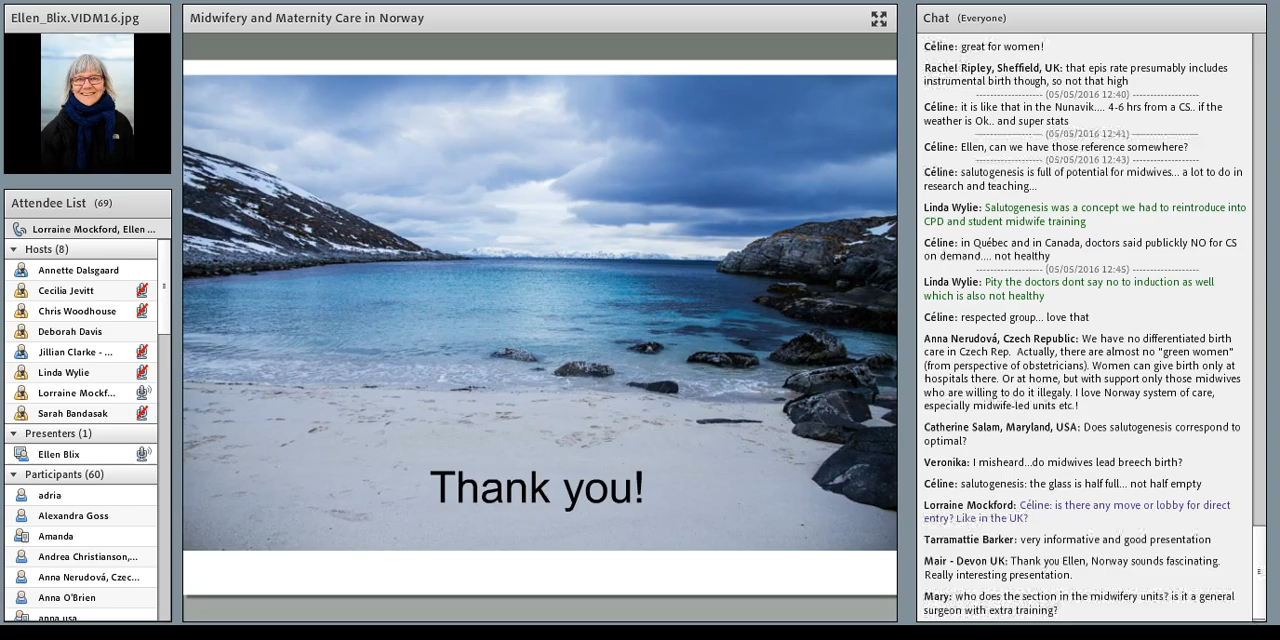 Ellen_Blix.VIDM16.jpg
Attendee List (69)
Lorraine Mockford, Ellen ...
Hosts (8)
Annette Dalsgaard
Cecilia Jevitt
Chris Woodhouse
Deborah Davis
Jillian Clarke - ...
Linda Wylie
Lorraine Mockf...
Sarah Bandasak
Presenters (1)
Ellen Blix
Participants (60)
adria
Alexandra Goss
Amanda
Andrea Christianson,...
Anna Nerudová, Czec...
Anna O'Brien
anna usa
Midwifery and Maternity Care in Norway
Thank you!
Chat (Everyone)
Céline: great for women!
Rachel Ripley, Sheffield, UK: that epis rate presumably includes
instrumental birth though, so not that high
------------------- (05/05/2016 12:40) -------------------
Céline: it is like that in the Nunavik.... 4-6 hrs from a CS.. if the
weather is Ok.. and super stats
------------------- (05/05/2016 12:41) -------------------
Céline: Ellen, can we have those reference somewhere?
------------------- (05/05/2016 12:43) -------------------
Céline: salutogenesis is full of potential for midwives... a lot to do in
research and teaching...
Linda Wylie: Salutogenesis was a concept we had to reintroduce into
CPD and student midwife training
Céline: in Québec and in Canada, doctors said publickly NO for CS
on demand.... not healthy
------------------- (05/05/2016 12:45) -------------------
Linda Wylie: Pity the doctors dont say no to induction as well
which is also not healthy
Céline: respected group... love that
Anna Nerudová, Czech Republic: We have no differentiated birth
care in Czech Rep. Actually, there are almost no "green women"
(from perspective of obstetricians). Women can give birth only at
hospitals there. Or at home, but with support only those midwives
who are willing to do it illegaly. I love Norway system of care,
especially midwife-led units etc.!
Catherine Salam, Maryland, USA: Does salutogenesis correspond to
optimal?
Veronika: I misheard...do midwives lead breech birth?
Céline: salutogenesis: the glass is half full... not half empty
Lorraine Mockford: Céline: is there any move or lobby for direct
entry? Like in the UK?
Tarramattie Barker: very informative and good presentation
Mair - Devon UK: Thank you Ellen, Norway sounds fascinating.
Really interesting presentation.
Mary: who does the section in the midwifery units? is it a general
surgeon with extra training?